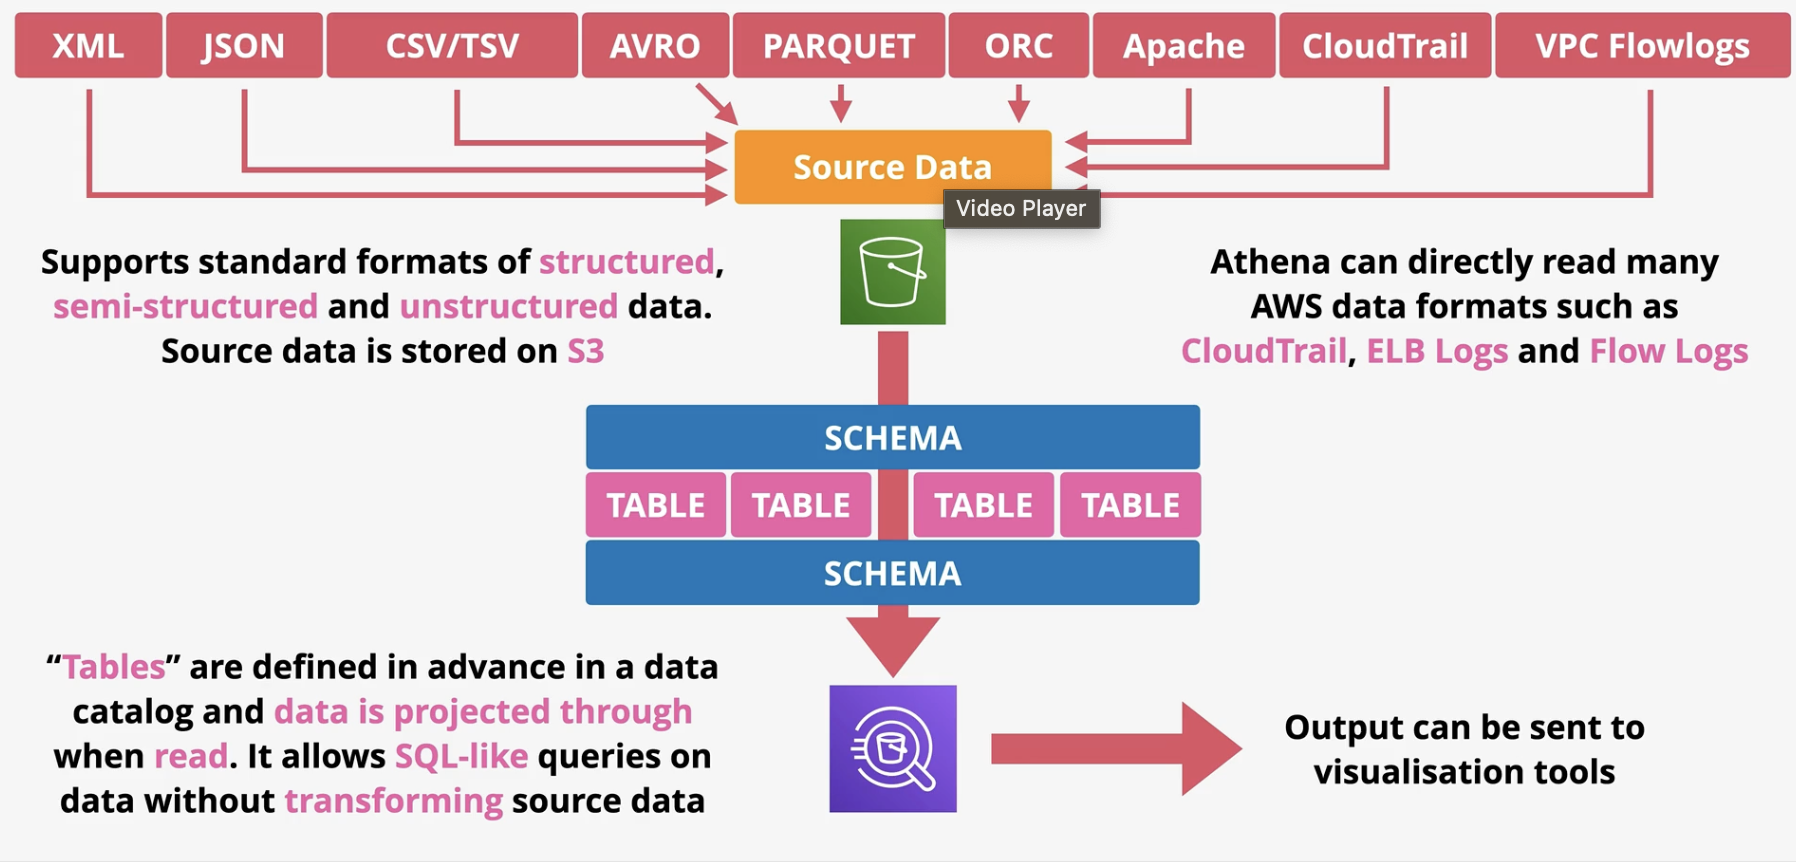 XML
JSON
CSV/TSV
AVRO
PARQUET
ORC
Apache
CloudTrail
VPC Flowlogs
Source Data
Video Player
Supports standard formats of structured,
semi-structured and unstructured data.
Source data is stored on S3
Athena can directly read many
AWS data formats such as
CloudTrail, ELB Logs and Flow Logs
SCHEMA
TABLE
TABLE
TABLE
TABLE
SCHEMA
“Tables” are defined in advance in a data
catalog and data is projected through
when read. It allows SQL-like queries on
data without transforming source data
Output can be sent to
visualisation tools